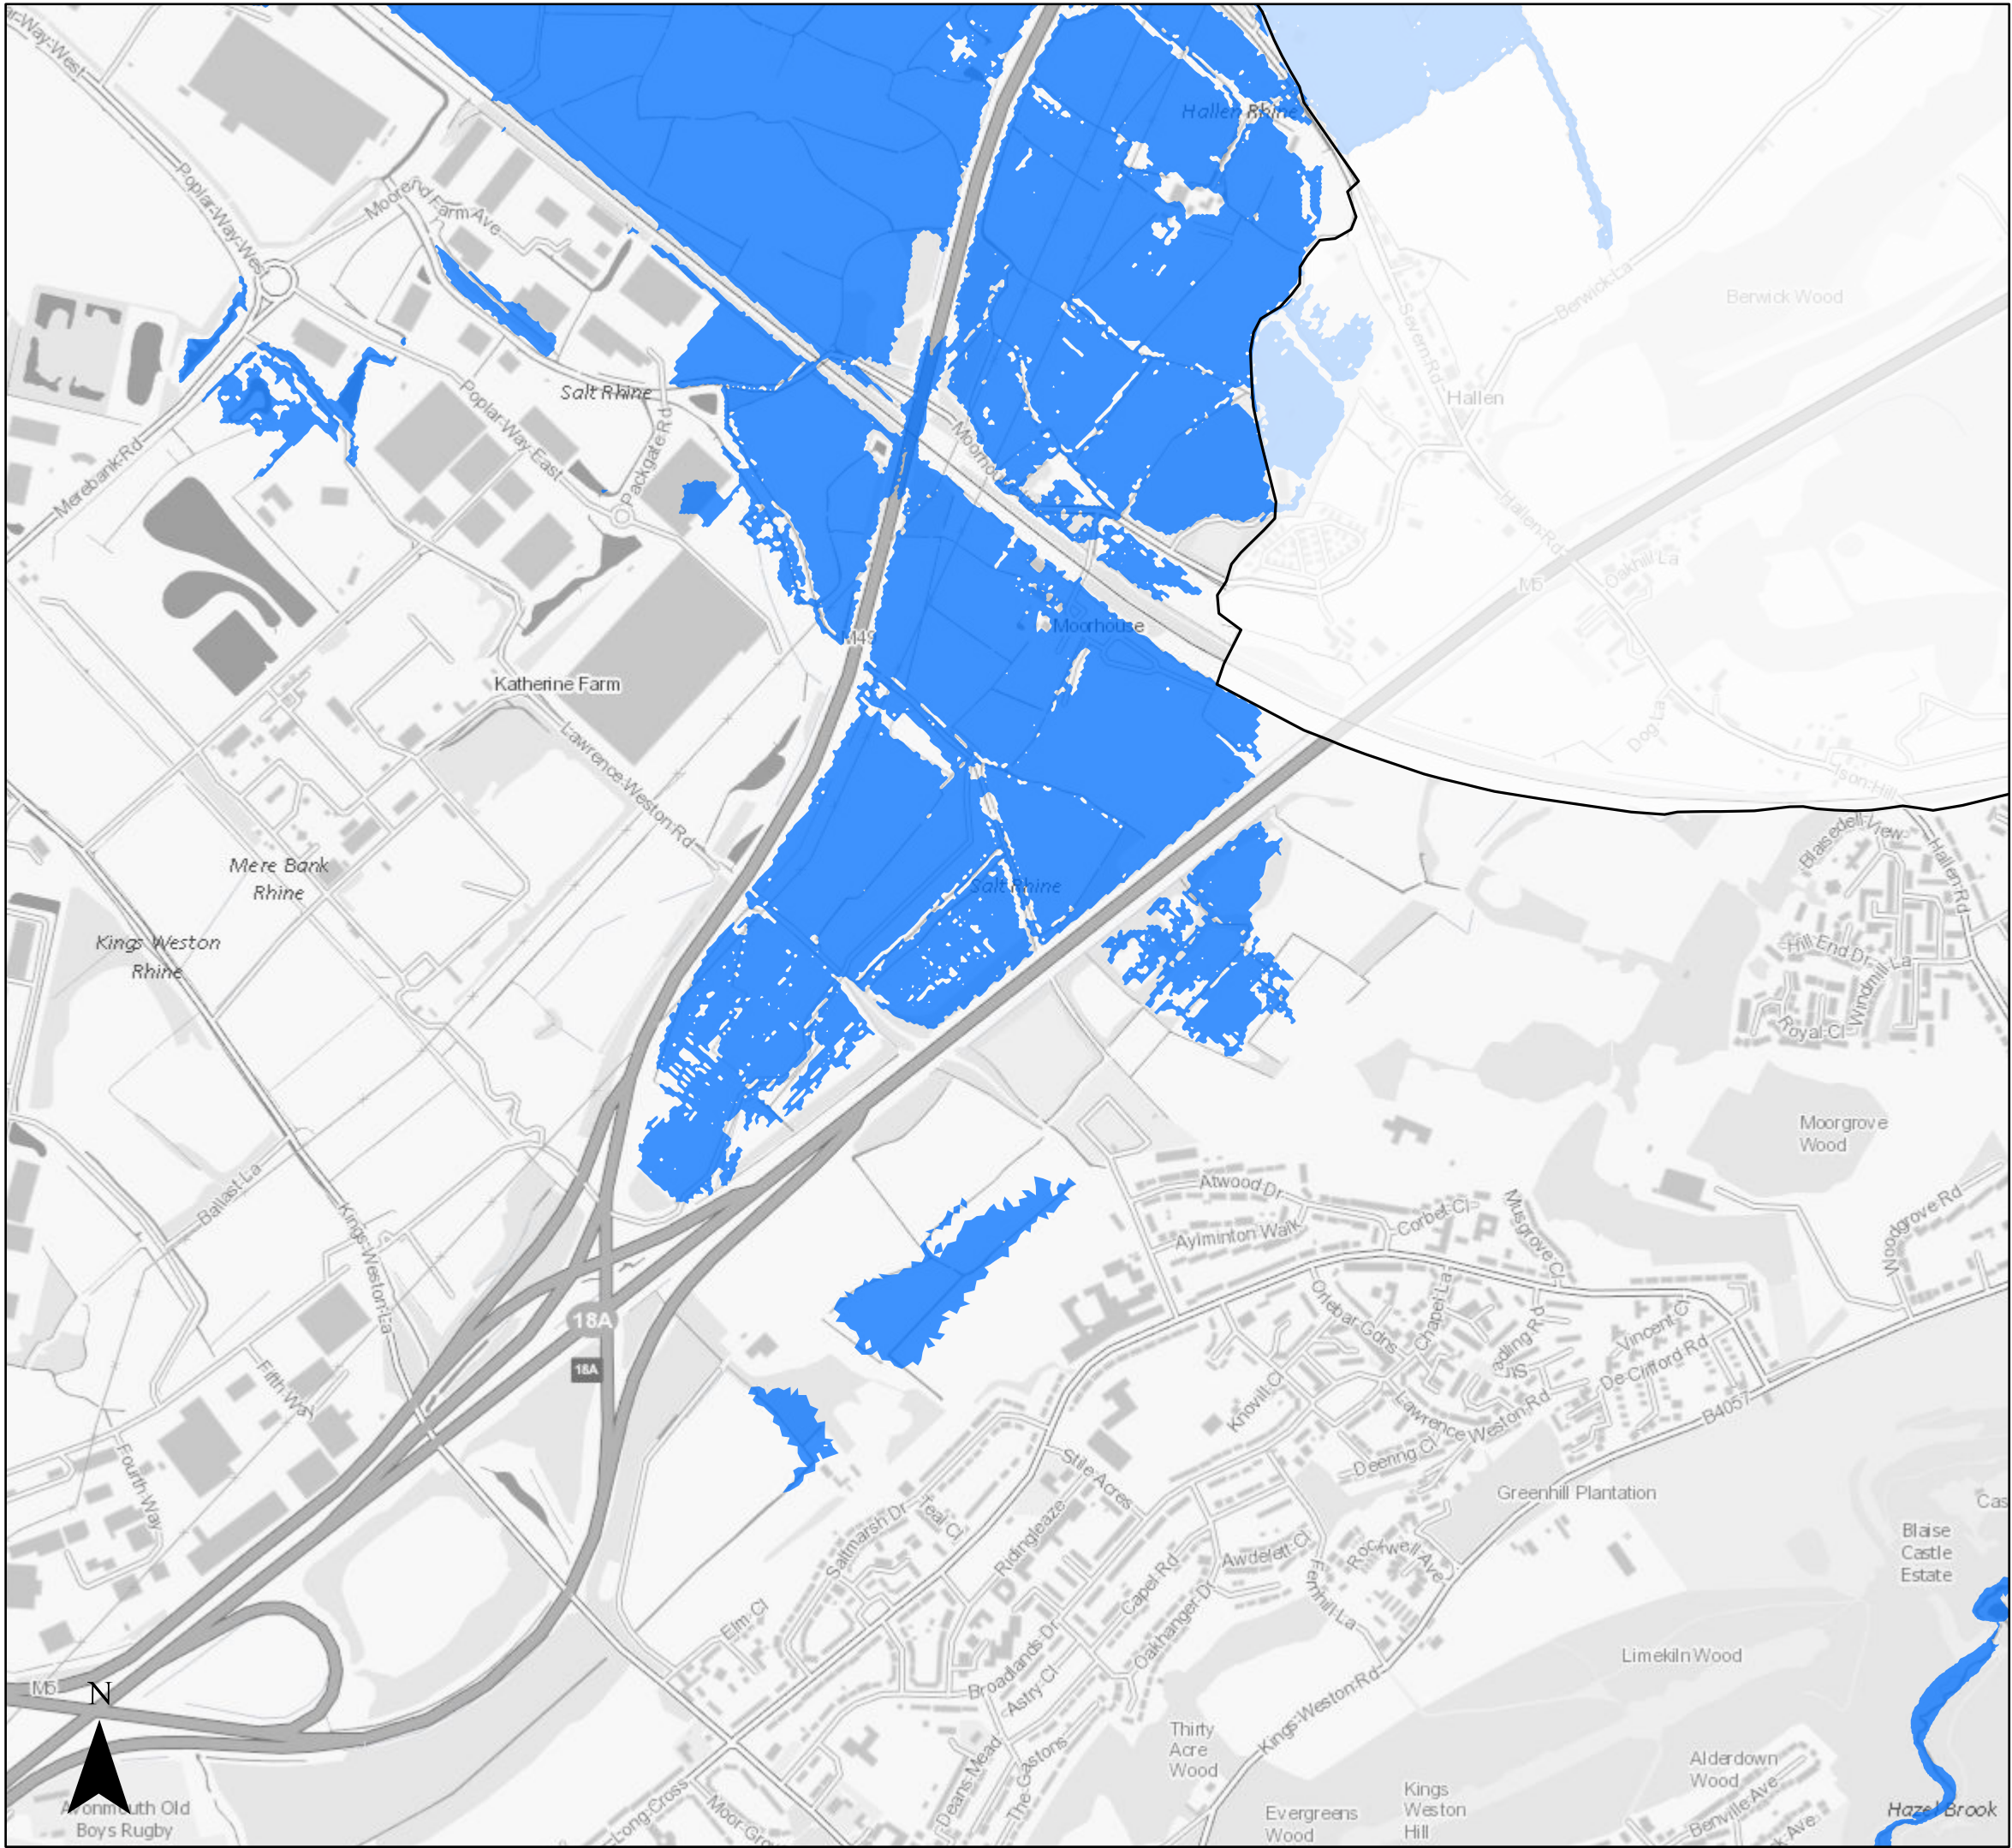 Poplar-Way-West
Hallen Rhine
Moorend Farm Ave
Berwick-La
Berwick Wood
Severn-Rd
Salt Rhine
Hallen
Poplar-Way-East
Packgate-Rd
Merebank-Rd
Hallen-Rd
Oakhill La
M5
Moorhouse
M49
Katherine Farm
Dog La
Lawrence-Weston-Rd
Blaisedell-View
Hallen-Rd
Mere Bank
Rhine
Salt Rhine
Kings Weston
Rhine
Hill End Dr
Windmill-La
Royal-Cl
Moorgrove
Wood
Ballast-La
Atwood Dr
Musgrove-Cl
Corbet-Cl
Aylminton Walk
Woodgrove-Rd
Kings-Weston-La
Orlebar-Gdns
Chapel-La
18A
18A
Vincent-Cl
De-Clifford-Rd
Fifth-Way
Knovill-Cl
Lawrence Weston-Rd
B4057
Fourth-Way
Deering-Cl
Stile-Acres
Greenhill Plantation
Saltmarsh-Dr
Teal-Cl
Ridingleaze
Blaise
Castle
Estate
Awdelett-Cl
Rockwell-Ave
Capel-Rd
Fernhill-La
Oakhanger-Dr
Elm-Cl
Broadlands-Dr
Astry-Cl
Limekiln Wood
M5
N
Kings-Weston-Rd
Thirty
Acre
Wood
Deans-Mead
The-Gastons
Alderdown
Wood
Benville-Ave
Kings
Weston
Hill
Hazel Brook
Avonmouth Old
Boys Rugby
Long-Cross
Evergreens
Wood